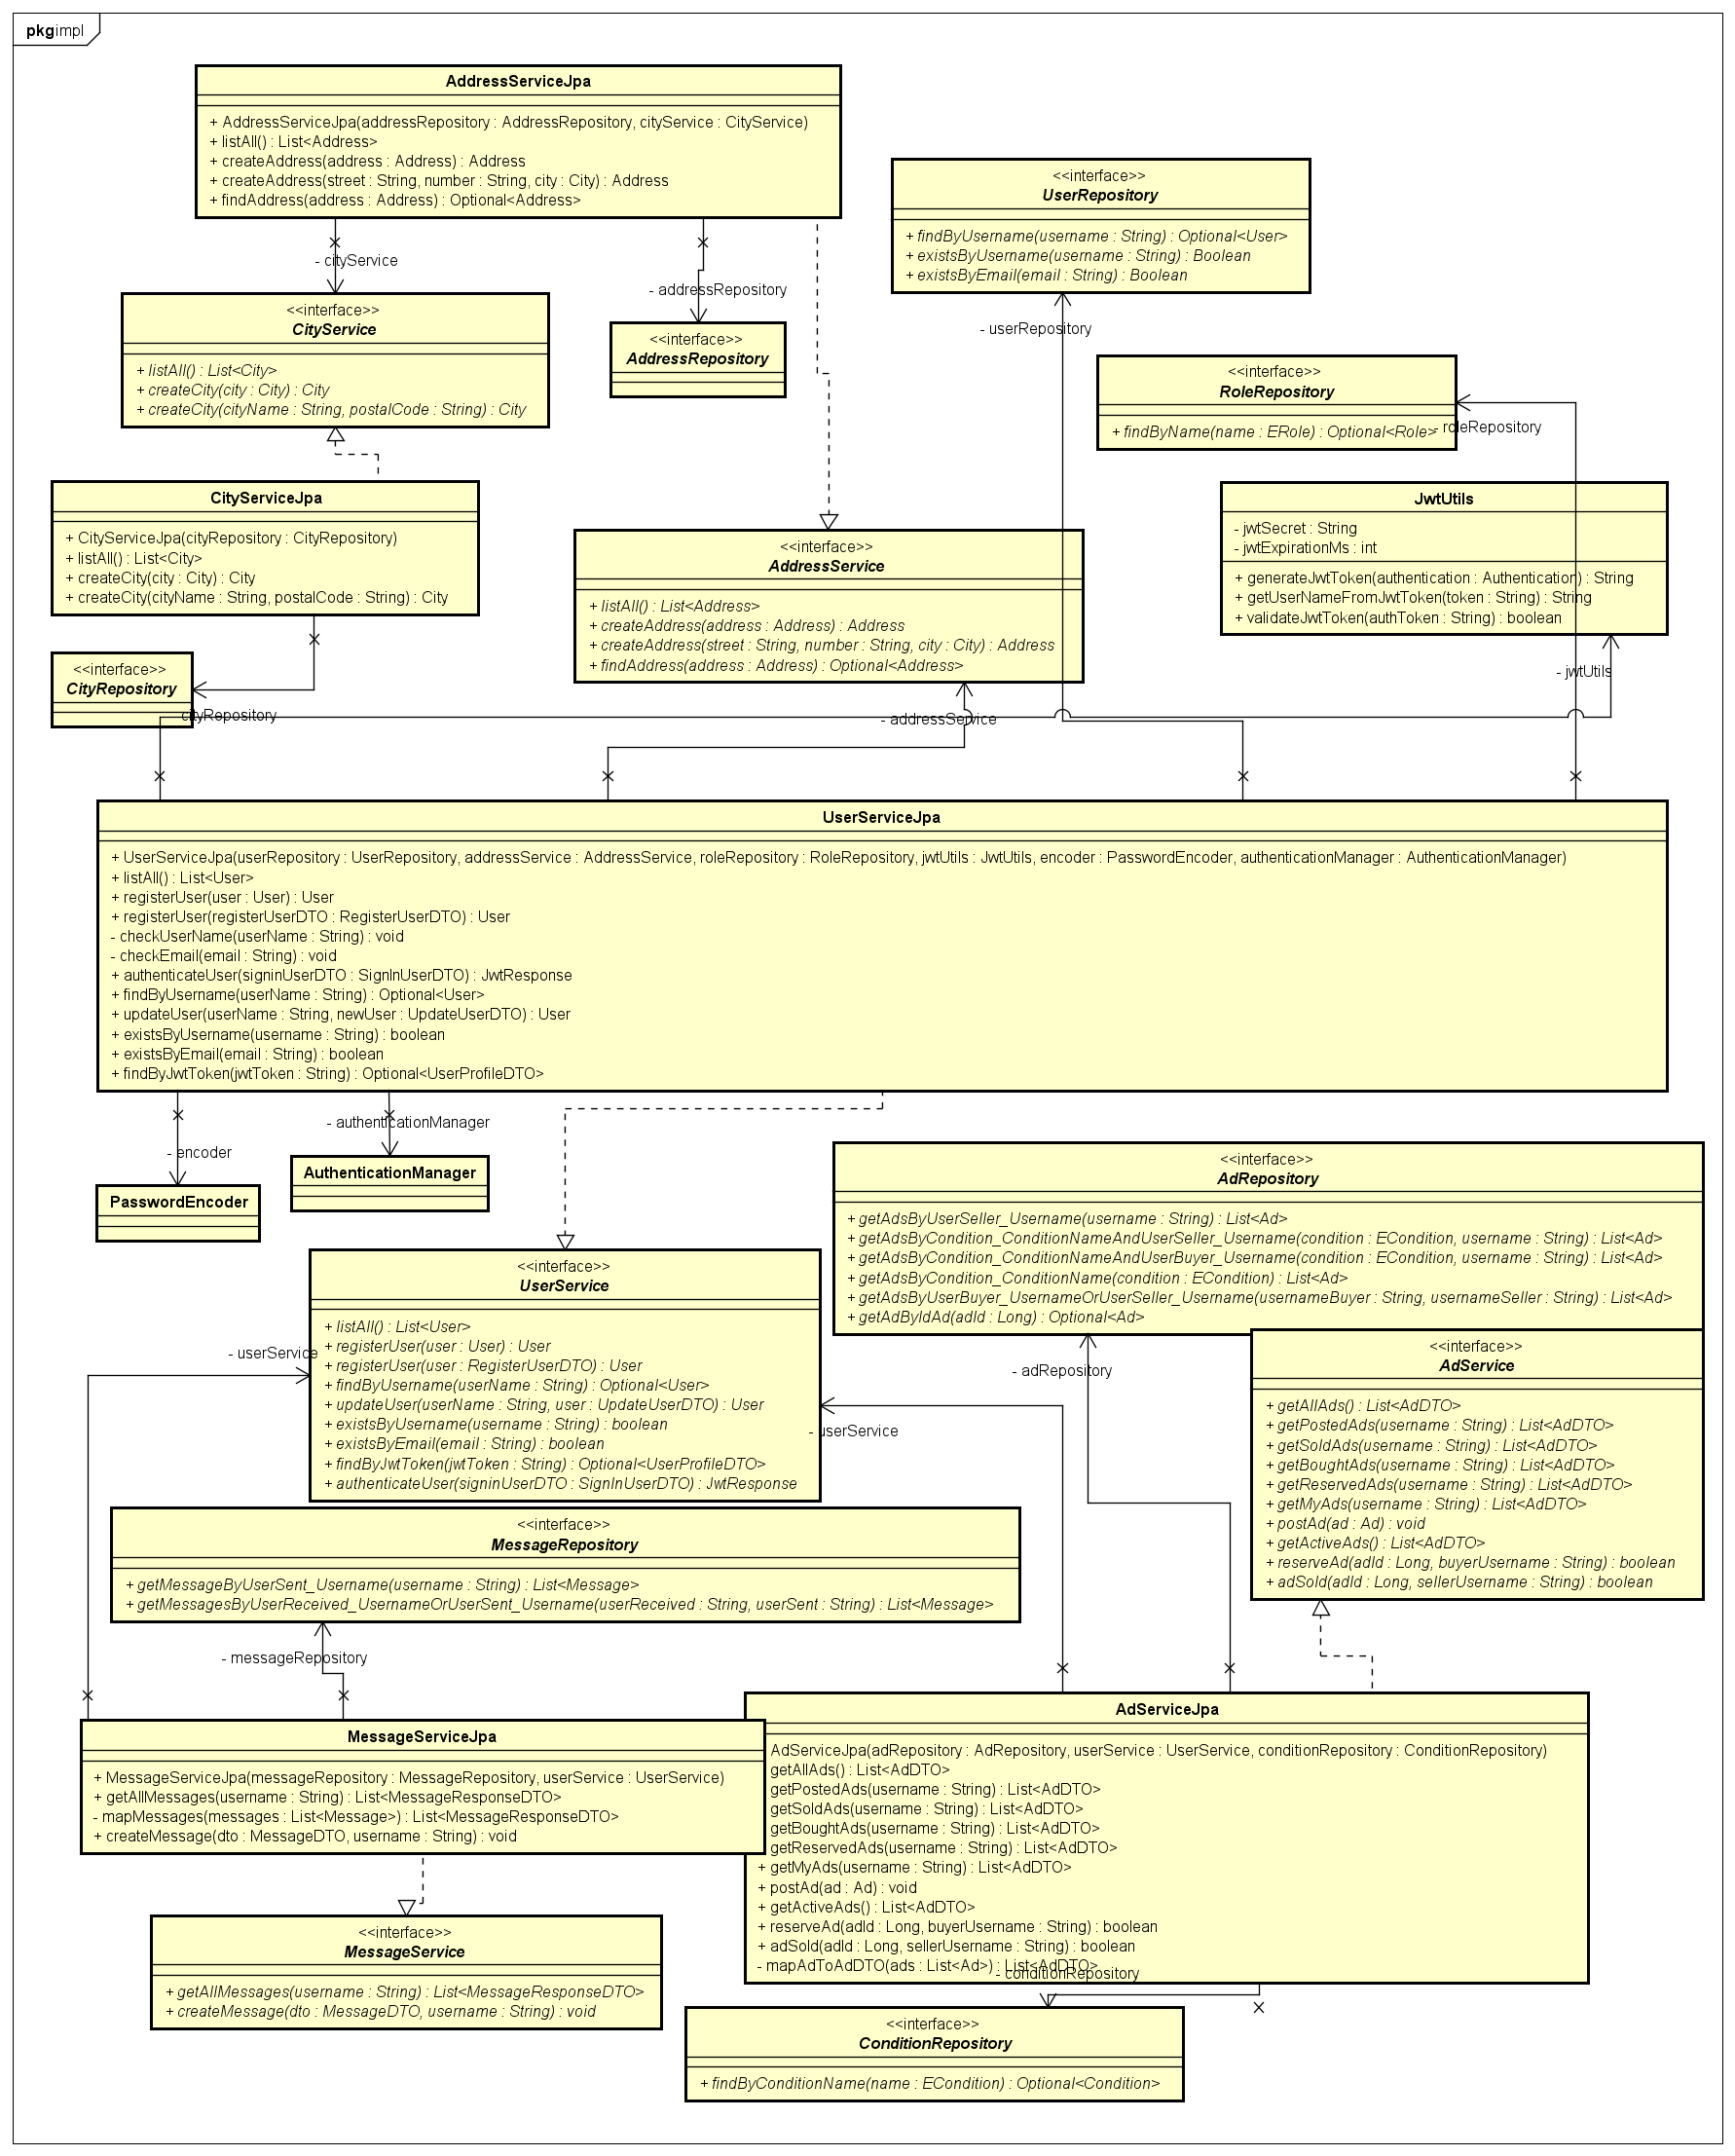 pkg impl
AddressServiceJpa
+ AddressServiceJpa(addressRepository : AddressRepository, cityService : CityService)
+ listAll() : List<Address>
+ createAddress(address : Address) : Address
+ createAddress(street : String, number : String, city : City) : Address
+ findAddress(address : Address) : Optional<Address>
<<interface>>
UserRepository
+ findByUsername(username : String) : Optional<User>
+ existsByUsername(username : String) : Boolean
+ existsByEmail(email : String) : Boolean
- cityService
- addressRepository
- userRepository
<<interface>>
CityService
+ listAll() : List<City>
+ createCity(city : City) : City
+ createCity(cityName : String, postalCode : String) : City
<<interface>>
AddressRepository
<<interface>>
RoleRepository
+ findByName(name : ERole) : Optional<Role>
- roleRepository
CityServiceJpa
+ CityServiceJpa(cityRepository : CityRepository)
+ listAll() : List<City>
+ createCity(city : City) : City
+ createCity(cityName : String, postalCode : String) : City
JwtUtils
- jwtSecret : String
- jwtExpirationMs : int
+ generateJwtToken(authentication : Authentication) : String
+ getUserNameFromJwtToken(token : String) : String
+ validateJwtToken(authToken : String) : boolean
<<interface>>
AddressService
+ listAll() : List<Address>
+ createAddress(address : Address) : Address
+ createAddress(street : String, number : String, city : City) : Address
+ findAddress(address : Address) : Optional<Address>
<<interface>>
CityRepository
- cityRepository
- addressService
- jwtUtils
UserServiceJpa
+ UserServiceJpa(userRepository : UserRepository, addressService : AddressService, roleRepository : RoleRepository, jwtUtils : JwtUtils, encoder : PasswordEncoder, authenticationManager : AuthenticationManager)
+ listAll() : List<User>
+ registerUser(user : User) : User
+ registerUser(registerUserDTO : RegisterUserDTO) : User
- checkUserName(userName : String) : void
- checkEmail(email : String) : void
+ authenticateUser(signinUserDTO : SignInUserDTO) : JwtResponse
+ findByUsername(userName : String) : Optional<User>
+ updateUser(userName : String, newUser : UpdateUserDTO) : User
+ existsByUsername(username : String) : boolean
+ existsByEmail(email : String) : boolean
+ findByJwtToken(jwtToken : String) : Optional<UserProfileDTO>
- encoder
- authenticationManager
PasswordEncoder
AuthenticationManager
<<interface>>
AdRepository
+ getAdsByUserSeller_Username(username : String) : List<Ad>
+ getAdsByCondition_ConditionNameAndUserSeller_Username(condition : ECondition, username : String) : List<Ad>
+ getAdsByCondition_ConditionNameAndUserBuyer_Username(condition : ECondition, username : String) : List<Ad>
+ getAdsByCondition_ConditionName(condition : ECondition) : List<Ad>
+ getAdsByUserBuyer_UsernameOrUserSeller_Username(usernameBuyer : String, usernameSeller : String) : List<Ad>
+ getAdByIdAd(adId : Long) : Optional<Ad>
<<interface>>
UserService
+ listAll() : List<User>
+ registerUser(user : User) : User
+ registerUser(user : RegisterUserDTO) : User
+ findByUsername(userName : String) : Optional<User>
+ updateUser(userName : String, user : UpdateUserDTO) : User
+ existsByUsername(username : String) : boolean
+ existsByEmail(email : String) : boolean
+ findByJwtToken(jwtToken : String) : Optional<UserProfileDTO>
+ authenticateUser(signinUserDTO : SignInUserDTO) : JwtResponse
- userService
- userService
- adRepository
<<interface>>
AdService
+ getAllAds() : List<AdDTO>
+ getPostedAds(username : String) : List<AdDTO>
+ getSoldAds(username : String) : List<AdDTO>
+ getBoughtAds(username : String) : List<AdDTO>
+ getReservedAds(username : String) : List<AdDTO>
+ getMyAds(username : String) : List<AdDTO>
+ postAd(ad : Ad) : void
+ getActiveAds() : List<AdDTO>
+ reserveAd(adId : Long, buyerUsername : String) : boolean
+ adSold(adId : Long, sellerUsername : String) : boolean
<<interface>>
MessageRepository
+ getMessageByUserSent_Username(username : String) : List<Message>
+ getMessagesByUserReceived_UsernameOrUserSent_Username(userReceived : String, userSent : String) : List<Message>
- messageRepository
MessageServiceJpa
+ MessageServiceJpa(messageRepository : MessageRepository, userService : UserService)
+ getAllMessages(username : String) : List<MessageResponseDTO>
- mapMessages(messages : List<Message>) : List<MessageResponseDTO>
+ createMessage(dto : MessageDTO, username : String) : void
AdServiceJpa
AdServiceJpa(adRepository : AdRepository, userService : UserService, conditionRepository : ConditionRepository)
getAllAds() : List<AdDTO>
getPostedAds(username : String) : List<AdDTO>
getSoldAds(username : String) : List<AdDTO>
getBoughtAds(username : String) : List<AdDTO>
getReservedAds(username : String) : List<AdDTO>
+ getMyAds(username : String) : List<AdDTO>
+ postAd(ad : Ad) : void
+ getActiveAds() : List<AdDTO>
+ reserveAd(adId : Long, buyerUsername : String) : boolean
+ adSold(adId : Long, sellerUsername : String) : boolean
- mapAdToAdDTO(ads : List<Ad>) : List<AdDTO>
- conditionRepository
<<interface>>
MessageService
+ getAllMessages(username : String) : List<MessageResponseDTO>
+ createMessage(dto : MessageDTO, username : String) : void
<<interface>>
ConditionRepository
+ findByConditionName(name : ECondition) : Optional<Condition>